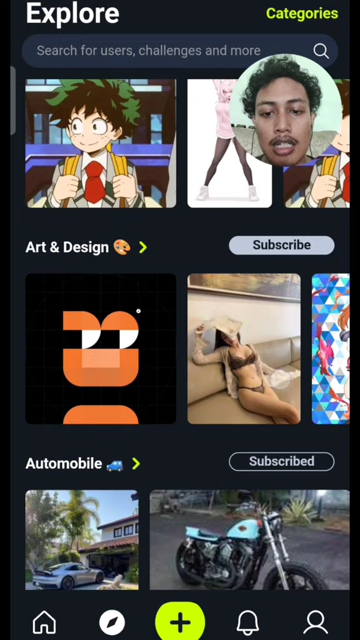 Explore
Categories
Search for users, challenges and more
Art & Design 🎨
Subscribe
Automobile 🚙
Subscribed